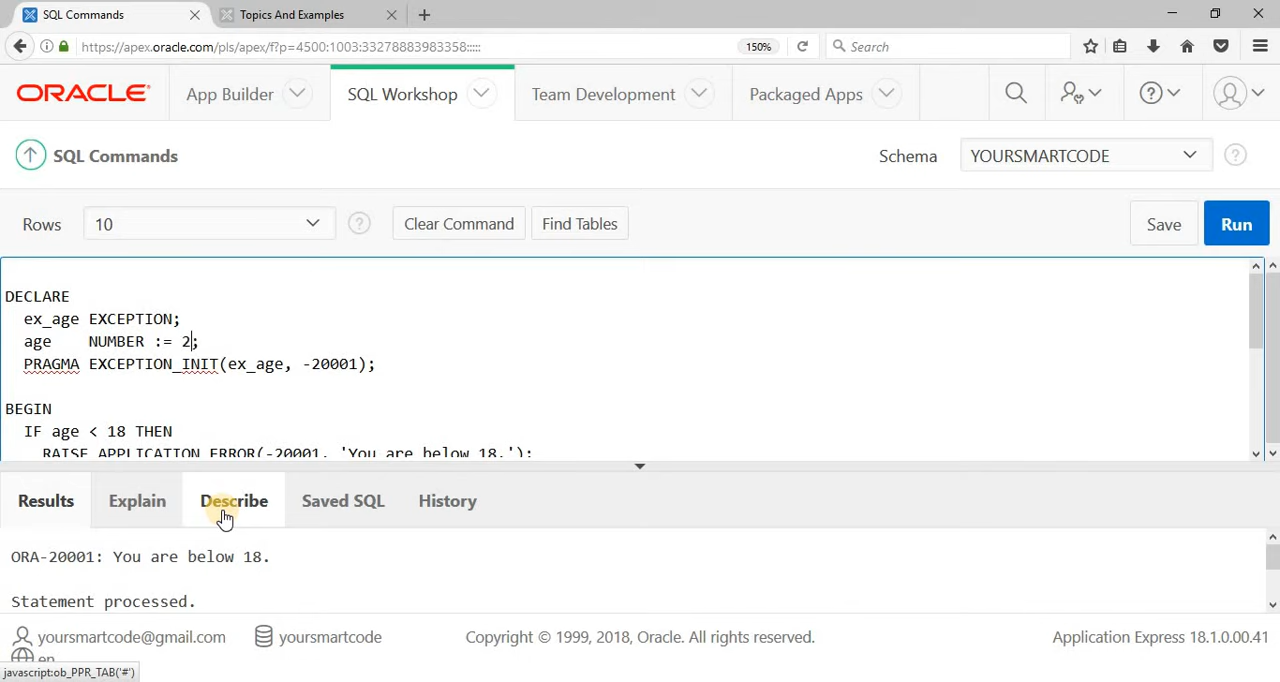 SQL Commands
Topics And Examples
https://apex.oracle.com/pls/apex/f?p=4500:1003:33278883983358:::::
150%
Search
ORACLE
App Builder
SQL Workshop
Team Development
Packaged Apps
SQL Commands
Schema
YOURSMARTCODE
Rows
10
Clear Command
Find Tables
Save
Run
DECLARE
ex_age EXCEPTION;
age NUMBER := 2;
PRAGMA EXCEPTION_INIT(ex_age, -20001);
BEGIN
IF age < 18 THEN
RAISE_APPLICATION_ERROR(-20001, 'You are below 18.');
Results
Explain
Describe
Saved SQL
History
ORA-20001: You are below 18.
Statement processed.
yoursmartcode@gmail.com
yoursmartcode
Copyright © 1999, 2018, Oracle. All rights reserved.
Application Express 18.1.0.00.41
en
javascript:ob_PPR_TAB('#')